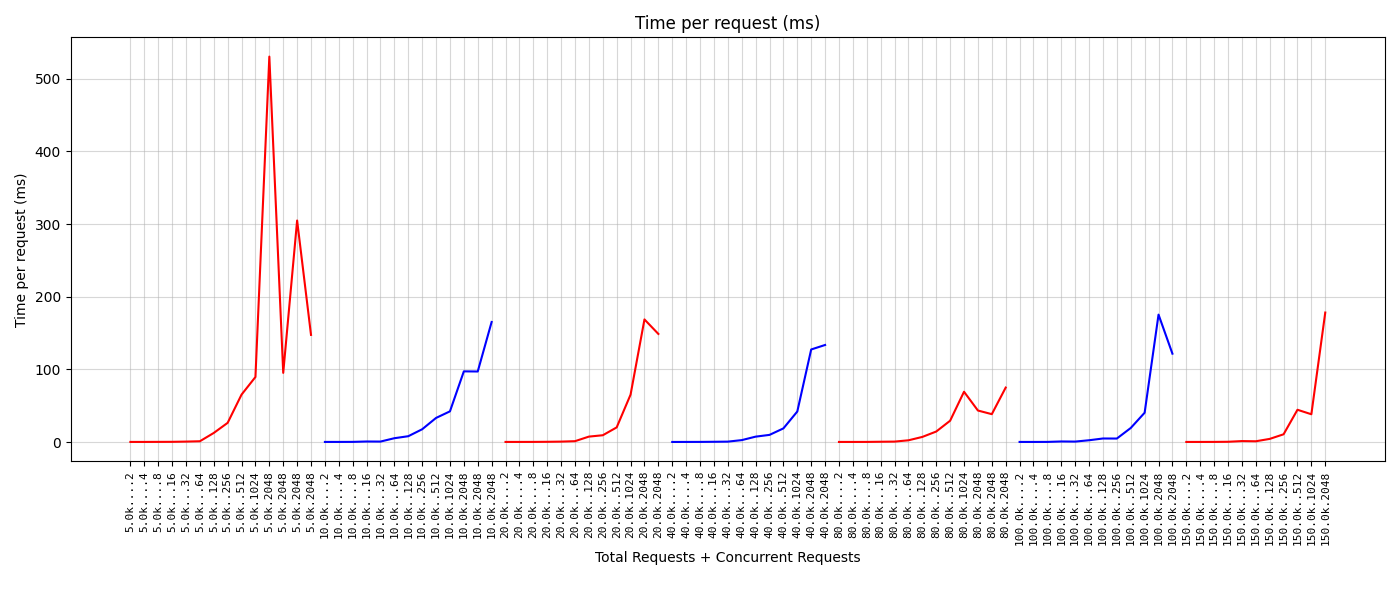 Time per request (ms)
Time per request (ms)
500
400
300
200
100
0
5.0k....2
5.0k....4
5.0k....8
5.0k...16
5.0k...32
5.0k...64
5.0k..128
5.0k..256
5.0k..512
5.0k.1024
5.0k.2048
5.0k.2048
5.0k.2048
5.0k.2048
10.0k....2
10.0k....4
10.0k....8
10.0k...16
10.0k...32
10.0k...64
10.0k..128
10.0k..256
10.0k..512
10.0k.1024
10.0k.2048
10.0k.2048
10.0k.2048
20.0k....2
20.0k....4
20.0k....8
20.0k...16
20.0k...32
20.0k...64
20.0k..128
20.0k..256
20.0k..512
20.0k.1024
20.0k.2048
20.0k.2048
40.0k....2
40.0k....4
40.0k....8
40.0k...16
40.0k...32
40.0k...64
40.0k..128
40.0k..256
40.0k..512
40.0k.1024
40.0k.2048
40.0k.2048
80.0k....2
80.0k....4
80.0k....8
80.0k...16
80.0k...32
80.0k...64
80.0k..128
80.0k..256
80.0k..512
80.0k.1024
80.0k.2048
80.0k.2048
80.0k.2048
100.0k....2
100.0k....4
100.0k....8
100.0k...16
100.0k...32
100.0k...64
100.0k..128
100.0k..256
100.0k..512
100.0k.1024
100.0k.2048
100.0k.2048
150.0k....2
150.0k....4
150.0k....8
150.0k...16
150.0k...32
150.0k...64
150.0k..128
150.0k..256
150.0k..512
150.0k.1024
150.0k.2048
Total Requests + Concurrent Requests